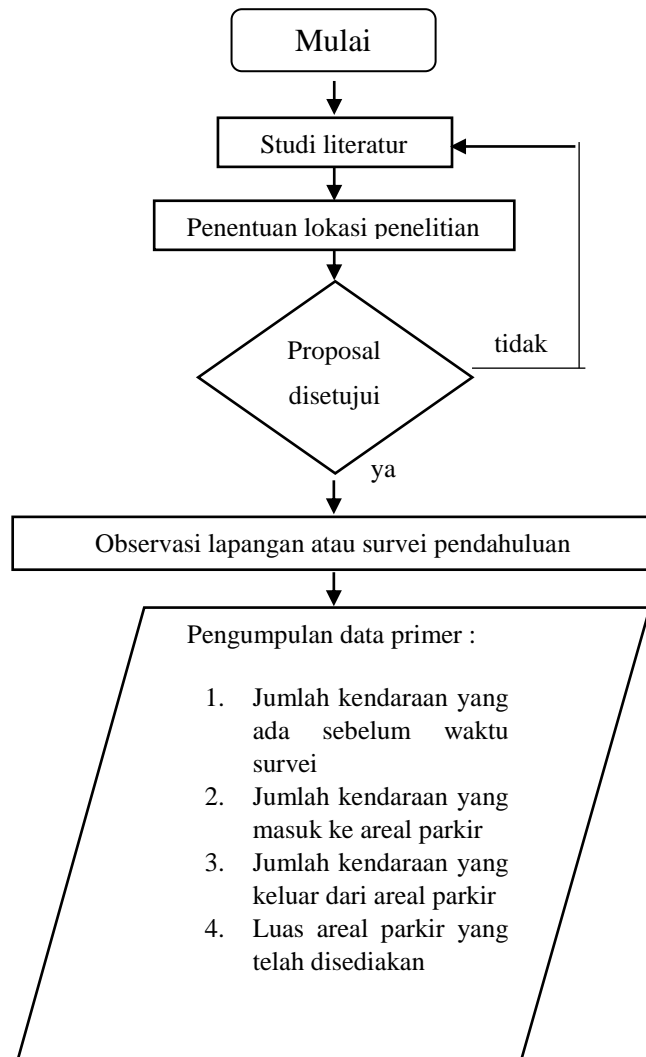 Mulai
Studi literatur
Penentuan lokasi penelitian
Proposal
disetujui
tidak
ya
Observasi lapangan atau survei pendahuluan
Pengumpulan data primer :
1. Jumlah kendaraan yang
ada sebelum waktu
survei
2. Jumlah kendaraan yang
masuk ke areal parkir
3. Jumlah kendaraan yang
keluar dari areal parkir
4. Luas areal parkir yang
telah disediakan